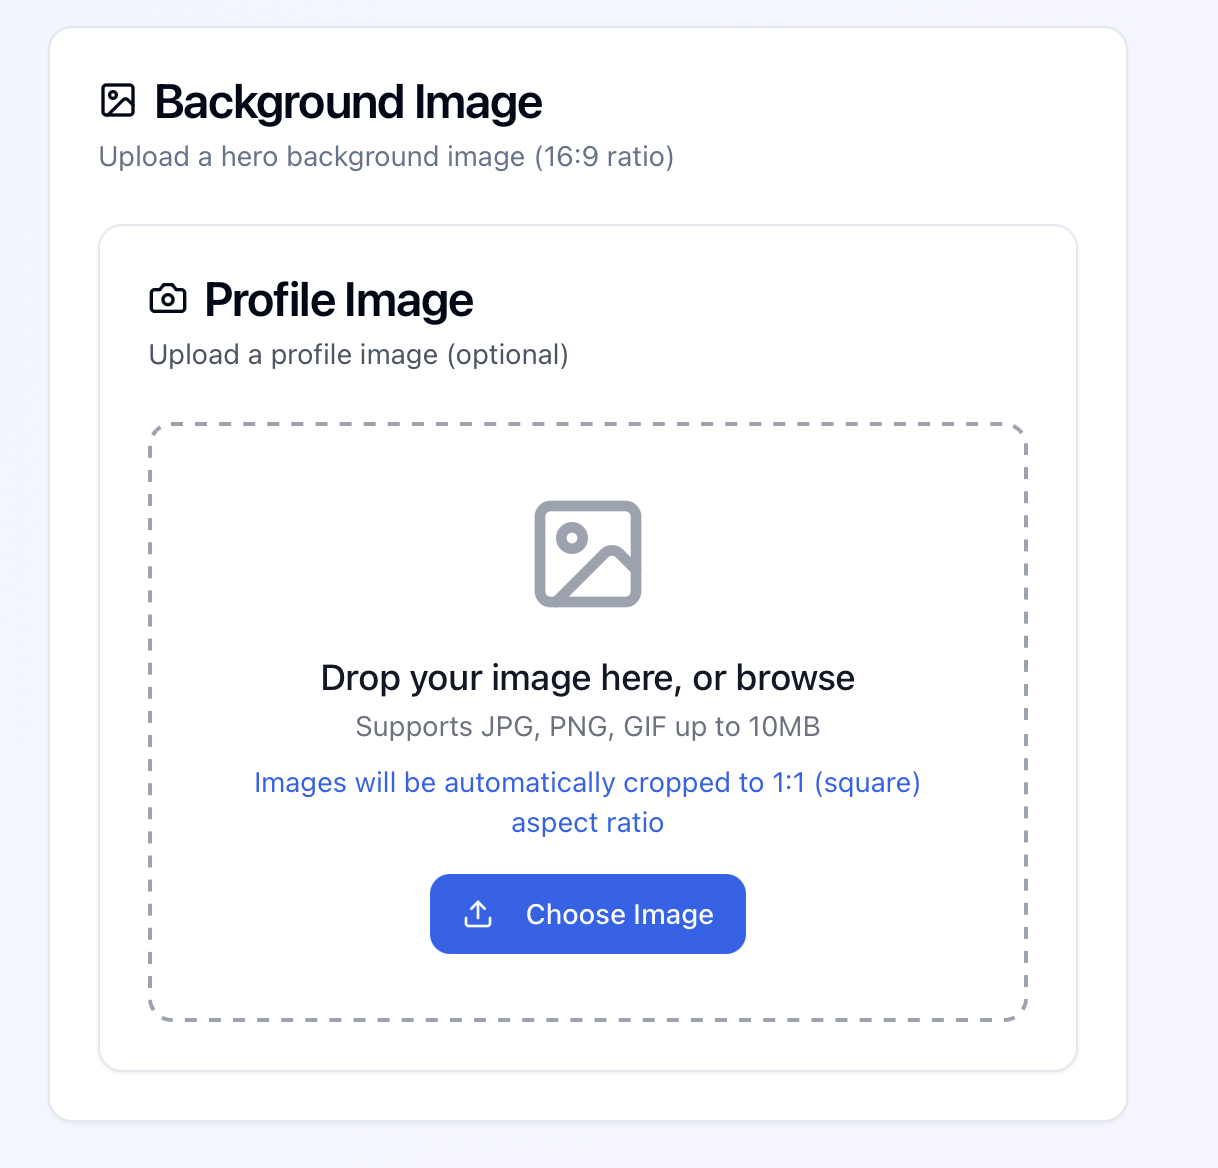 Background Image
Upload a hero background image (16:9 ratio)
Profile Image
Upload a profile image (optional)
Drop your image here, or browse
Supports JPG, PNG, GIF up to 10MB
Images will be automatically cropped to 1:1 (square)
aspect ratio
Choose Image